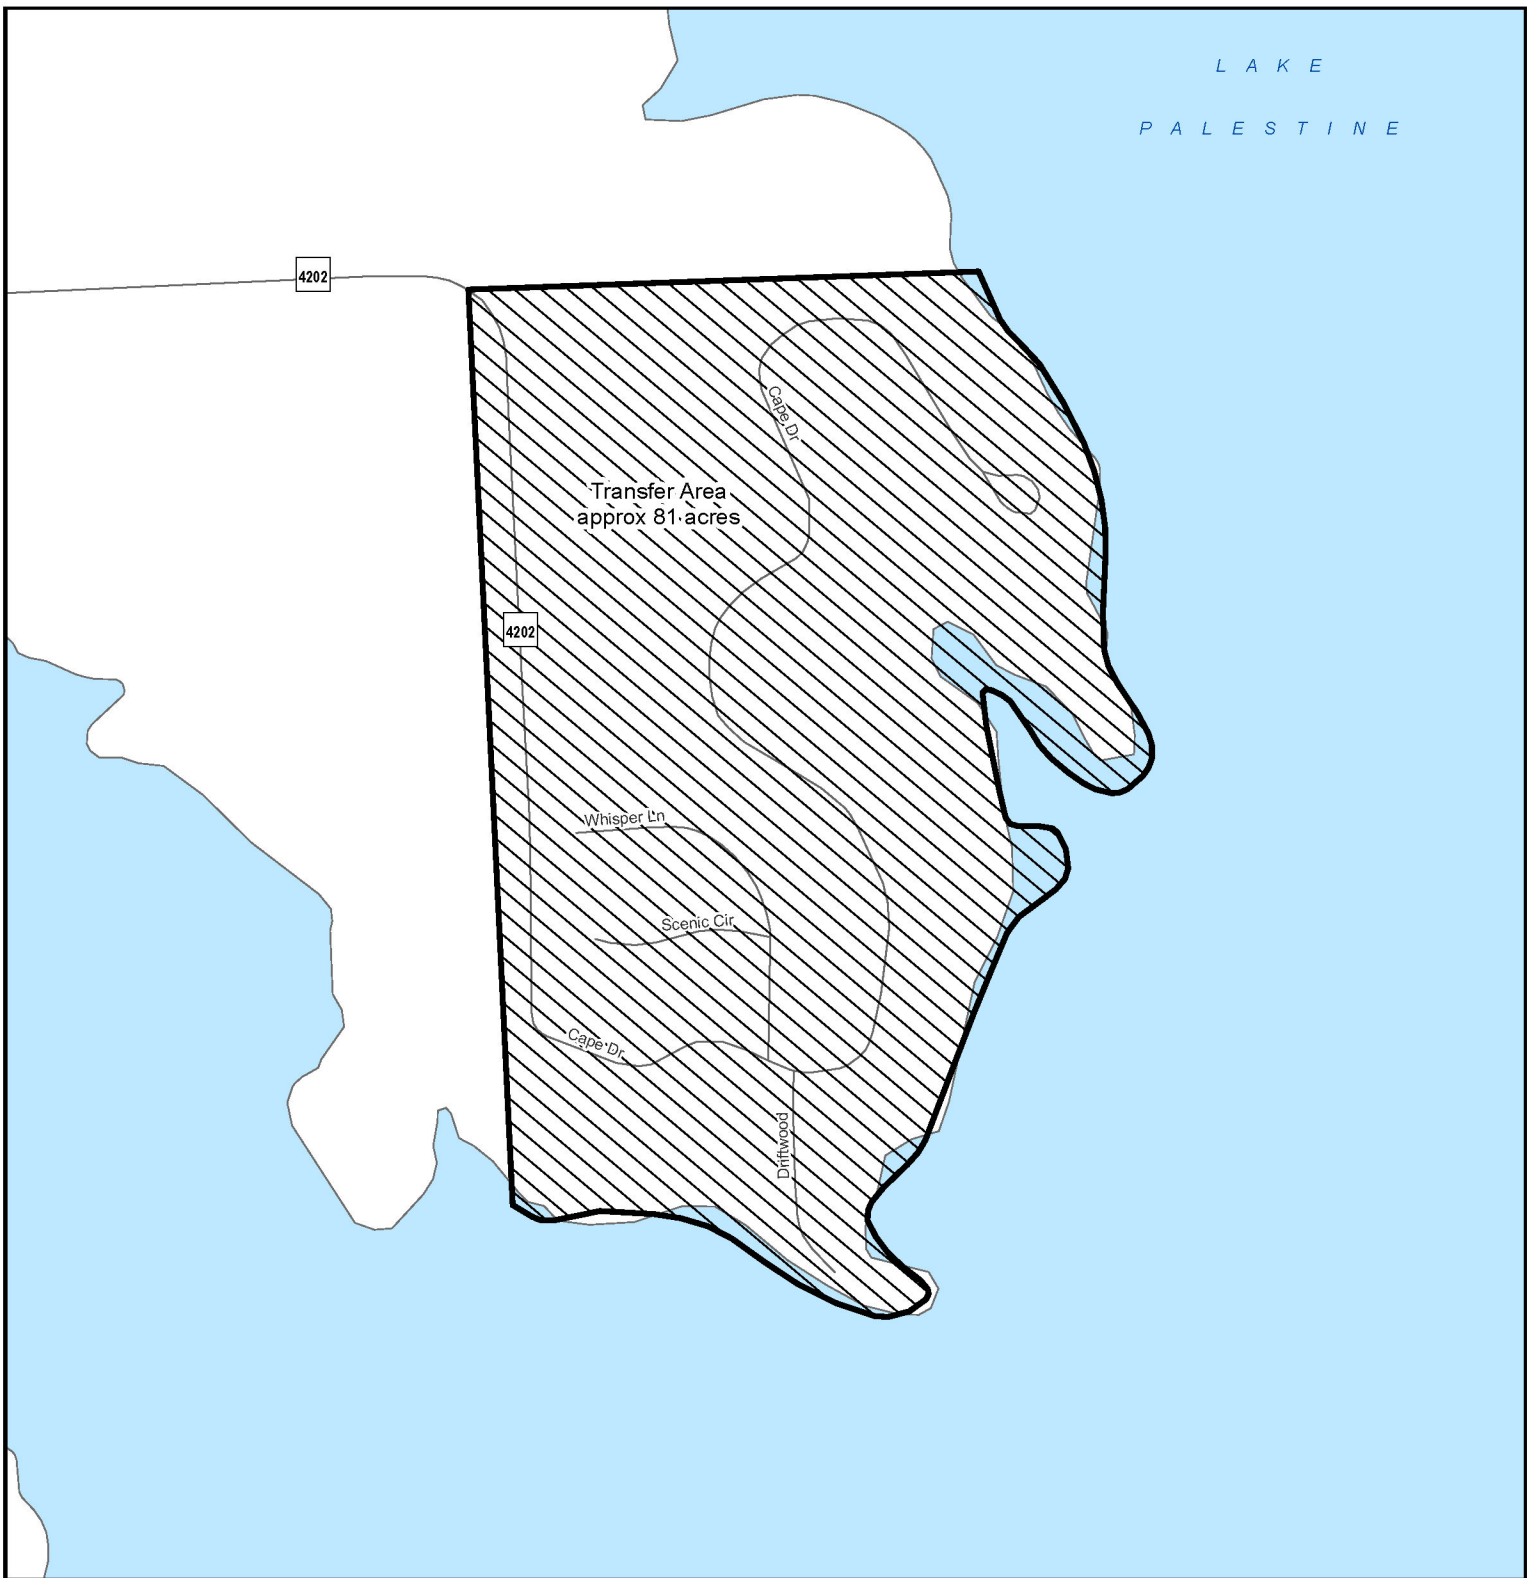 LAKE
PALESTINE
4202
Cape Dr
Transfer Area
approx 81 acres
4202
Whisper Ln
Scenic Cir
Cape Dr
Driftwood